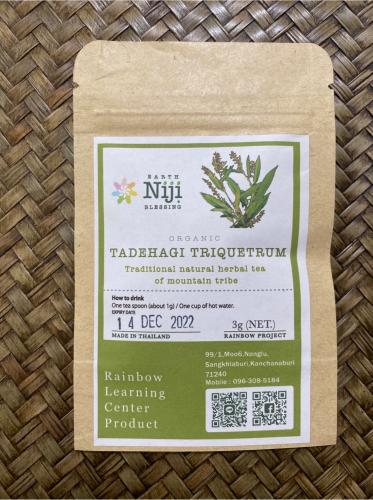 EARTH
Niji
BLESSING
ORGANIC
TADEHAGI TRIQUETRUM
Traditional natural herbal tea
of mountain tribe
How to drink
One tea spoon (about 1g) / One cup of hot water.
EXPIRY DATE
14 DEC 2022
3g (NET.)
MADE IN THAILAND
RAINBOW PROJECT
99/1,Moo6,Nonglu,
Sangkhlaburi,Kanchanaburi
71240
Mobile : 096-308-5184
Rainbow
Learning
Center
Product